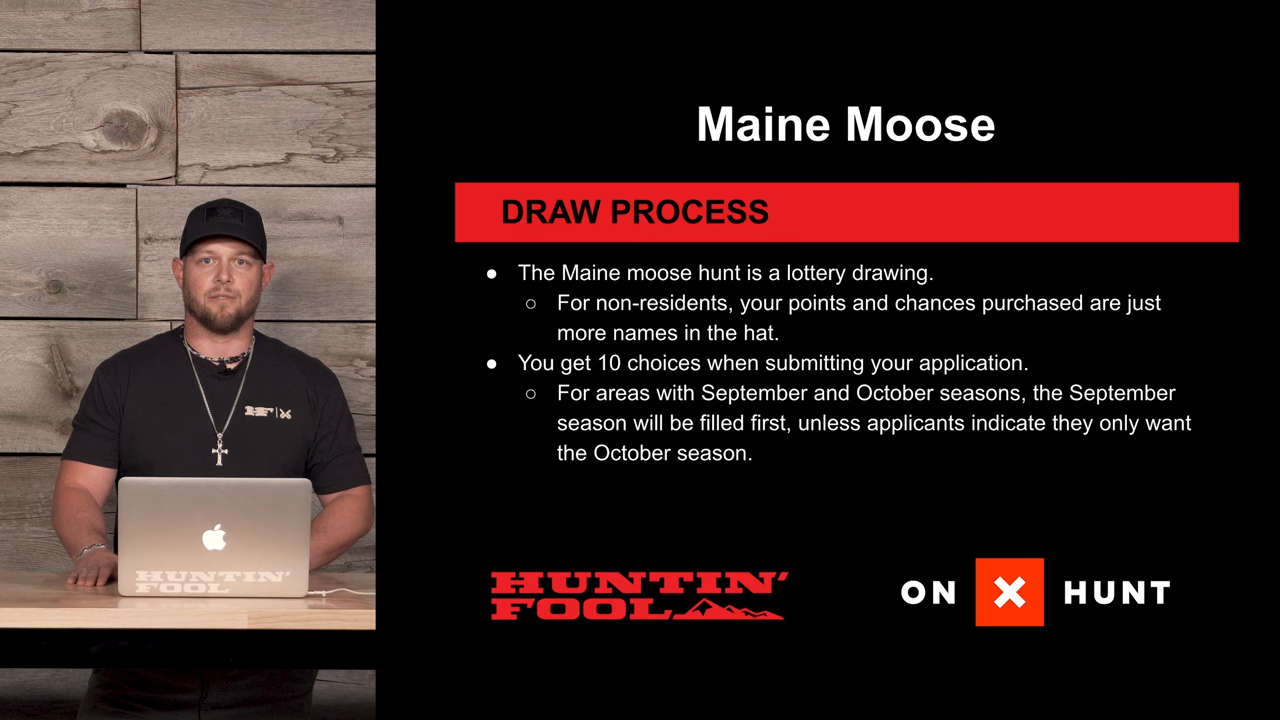 Maine Moose
DRAW PROCESS
● The Maine moose hunt is a lottery drawing.
○ For non-residents, your points and chances purchased are just
more names in the hat.
● You get 10 choices when submitting your application.
○ For areas with September and October seasons, the September
season will be filled first, unless applicants indicate they only want
the October season.
HUNTIN'
FOOL
ON X HUNT
HF
HUNTIN'
FOOL